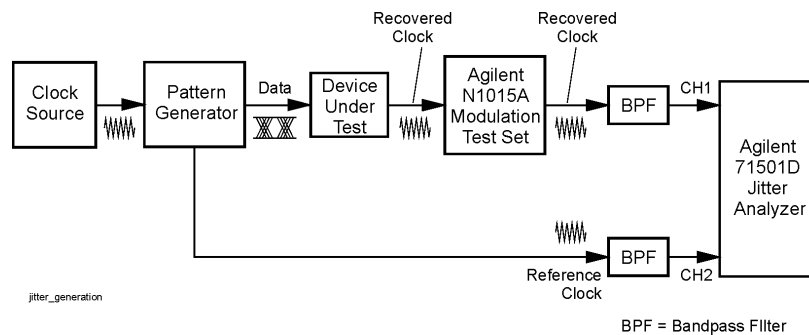 Recovered
Clock
Recovered
Clock
Clock
Source
Pattern
Generator
Data
Device
Under
Test
Agilent
N1015A
Modulation
Test Set
BPF
CH1
Agilent
71501D
Jitter
Analyzer
BPF
CH2
Reference
Clock
jitter_generation
BPF = Bandpass FIlter